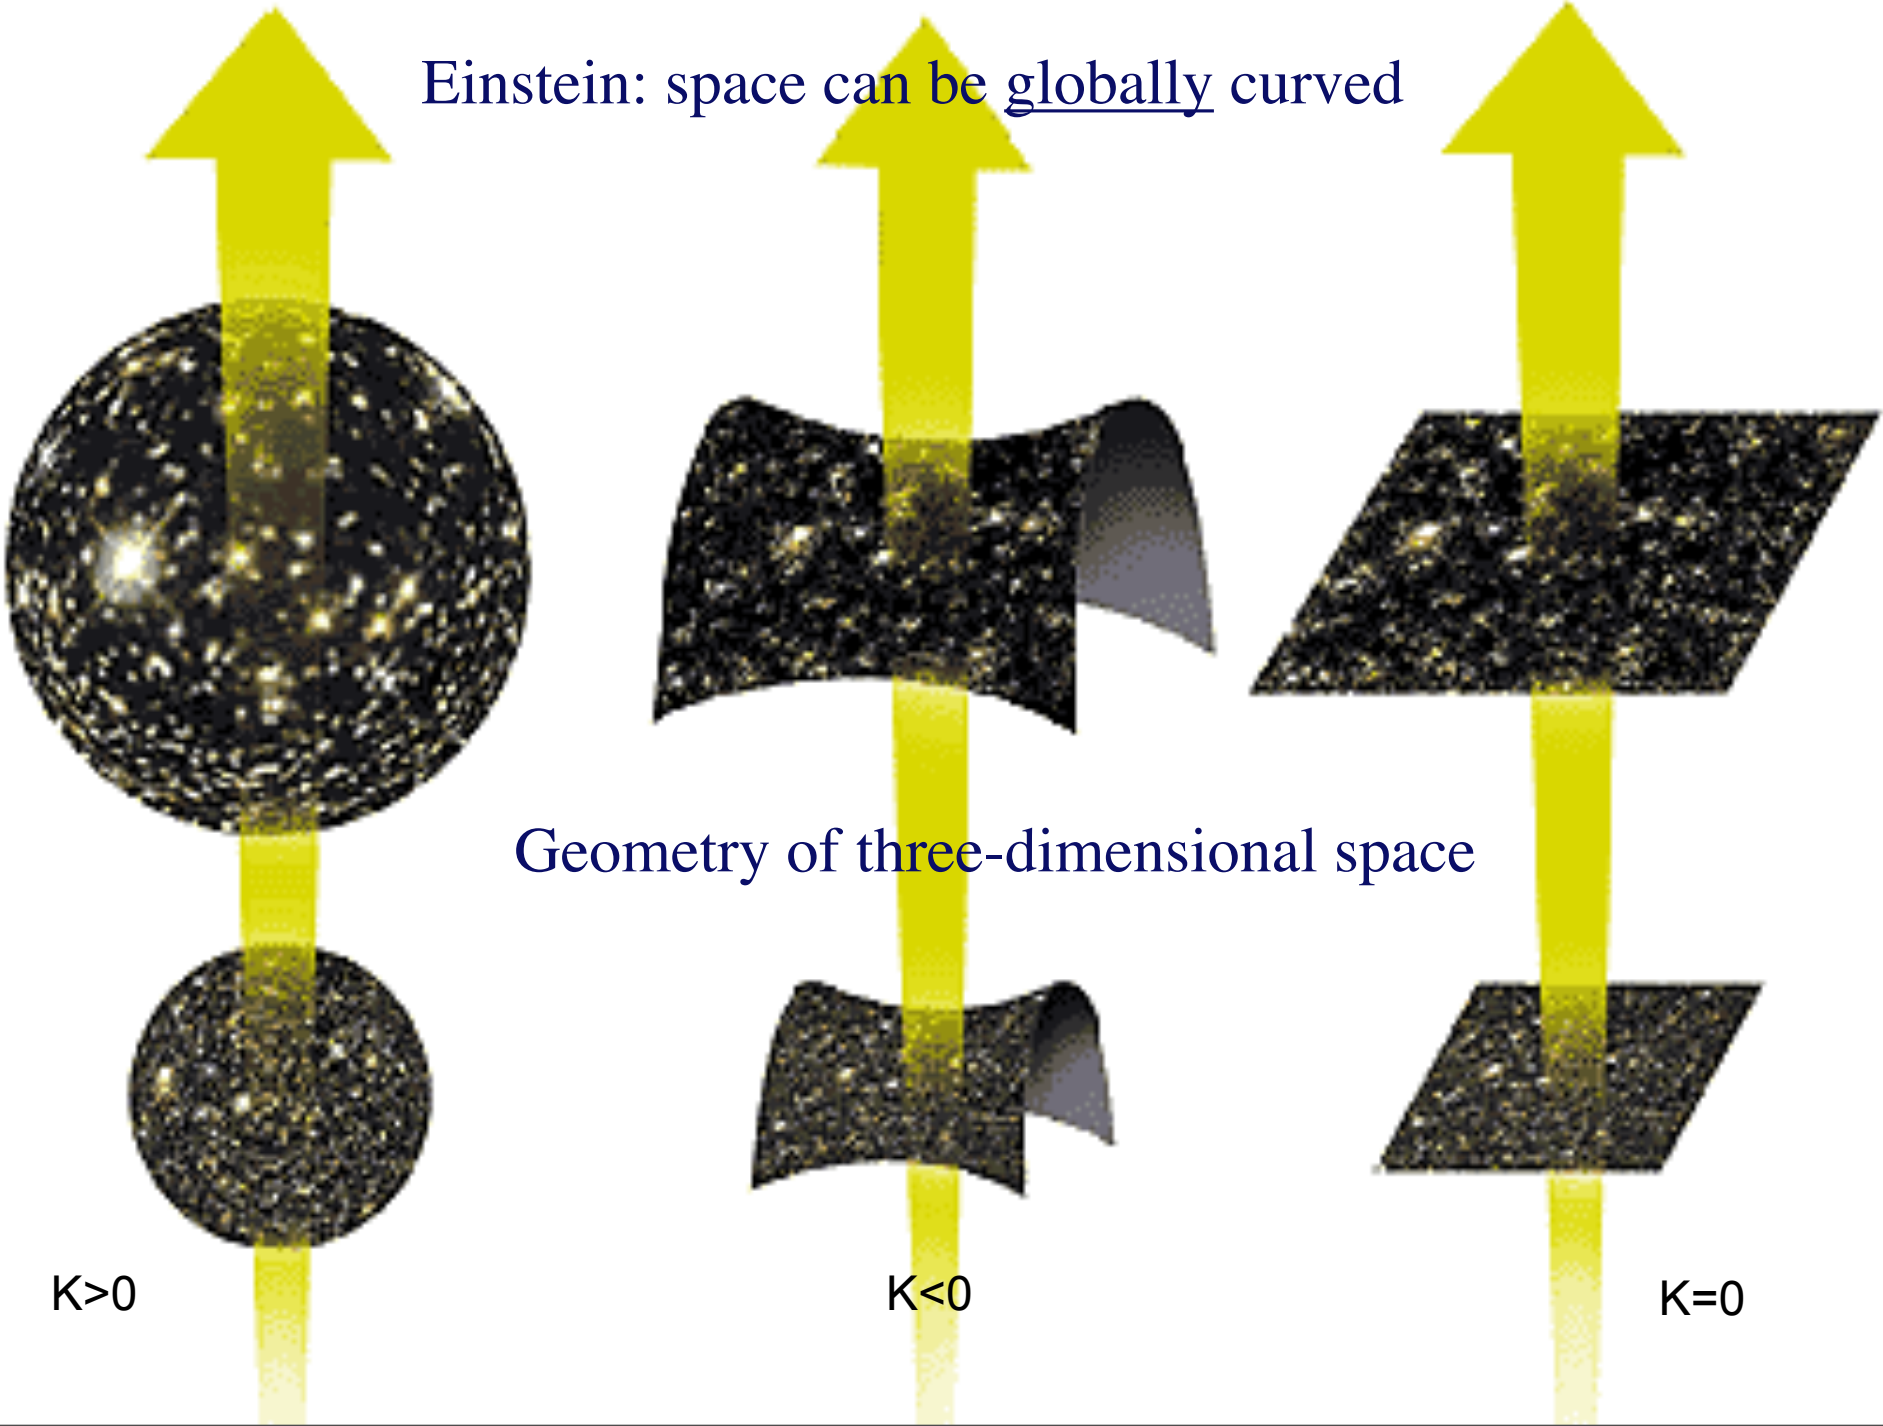 Einstein: space can be globally curved
Geometry of three-dimensional space
K>0
K<0
K=0